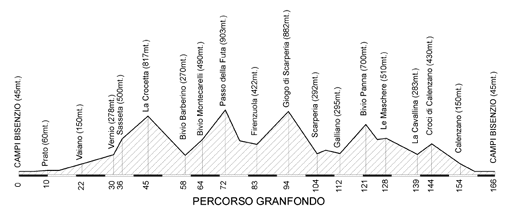 CAMPI BISENZIO (45mt.)
Prato (60mt.)
Vaiano (150mt.)
Vernio (278mt.)
Sasseta (500mt.)
La Crocetta (817mt.)
Bivio Barberino (270mt.)
Bivio Montecarelli (490mt.)
Passo della Futa (903mt.)
Firenzuola (422mt.)
Giogo di Scarperia (882mt.)
Scarperia (292mt.)
Galliano (295mt.)
Bivio Panna (700mt.)
Le Maschere (510mt.)
La Cavallina (283mt.)
Croci di Calenzano (430mt.)
Calenzano (150mt.)
CAMPI BISENZIO (45mt.)
0 10 22 30 36 45 58 64 72 83 94 104 112 121 128 139 144 154 166
PERCORSO GRANFONDO